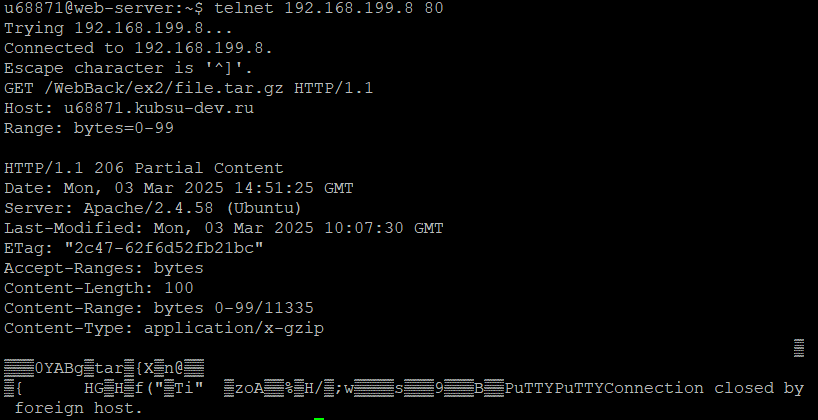 u68871@web-server:~$ telnet 192.168.199.8 80
Trying 192.168.199.8...
Connected to 192.168.199.8.
Escape character is '^]'.
GET /WebBack/ex2/file.tar.gz HTTP/1.1
Host: u68871.kubsu-dev.ru
Range: bytes=0-99
HTTP/1.1 206 Partial Content
Date: Mon, 03 Mar 2025 14:51:25 GMT
Server: Apache/2.4.58 (Ubuntu)
Last-Modified: Mon, 03 Mar 2025 10:07:30 GMT
ETag: "2c47-62f6d52fb21bc"
Accept-Ranges: bytes
Content-Length: 100
Content-Range: bytes 0-99/11335
Content-Type: application/x-gzip
▒
▒▒▒0YABg▒tar▒{X▒n@▒▒
▒{ HG▒H▒f("▒Ti" ▒zoA▒▒%▒H/▒;w▒▒▒▒s▒▒▒9▒▒▒B▒▒PuTTYPuTTYConnection closed by
foreign host.